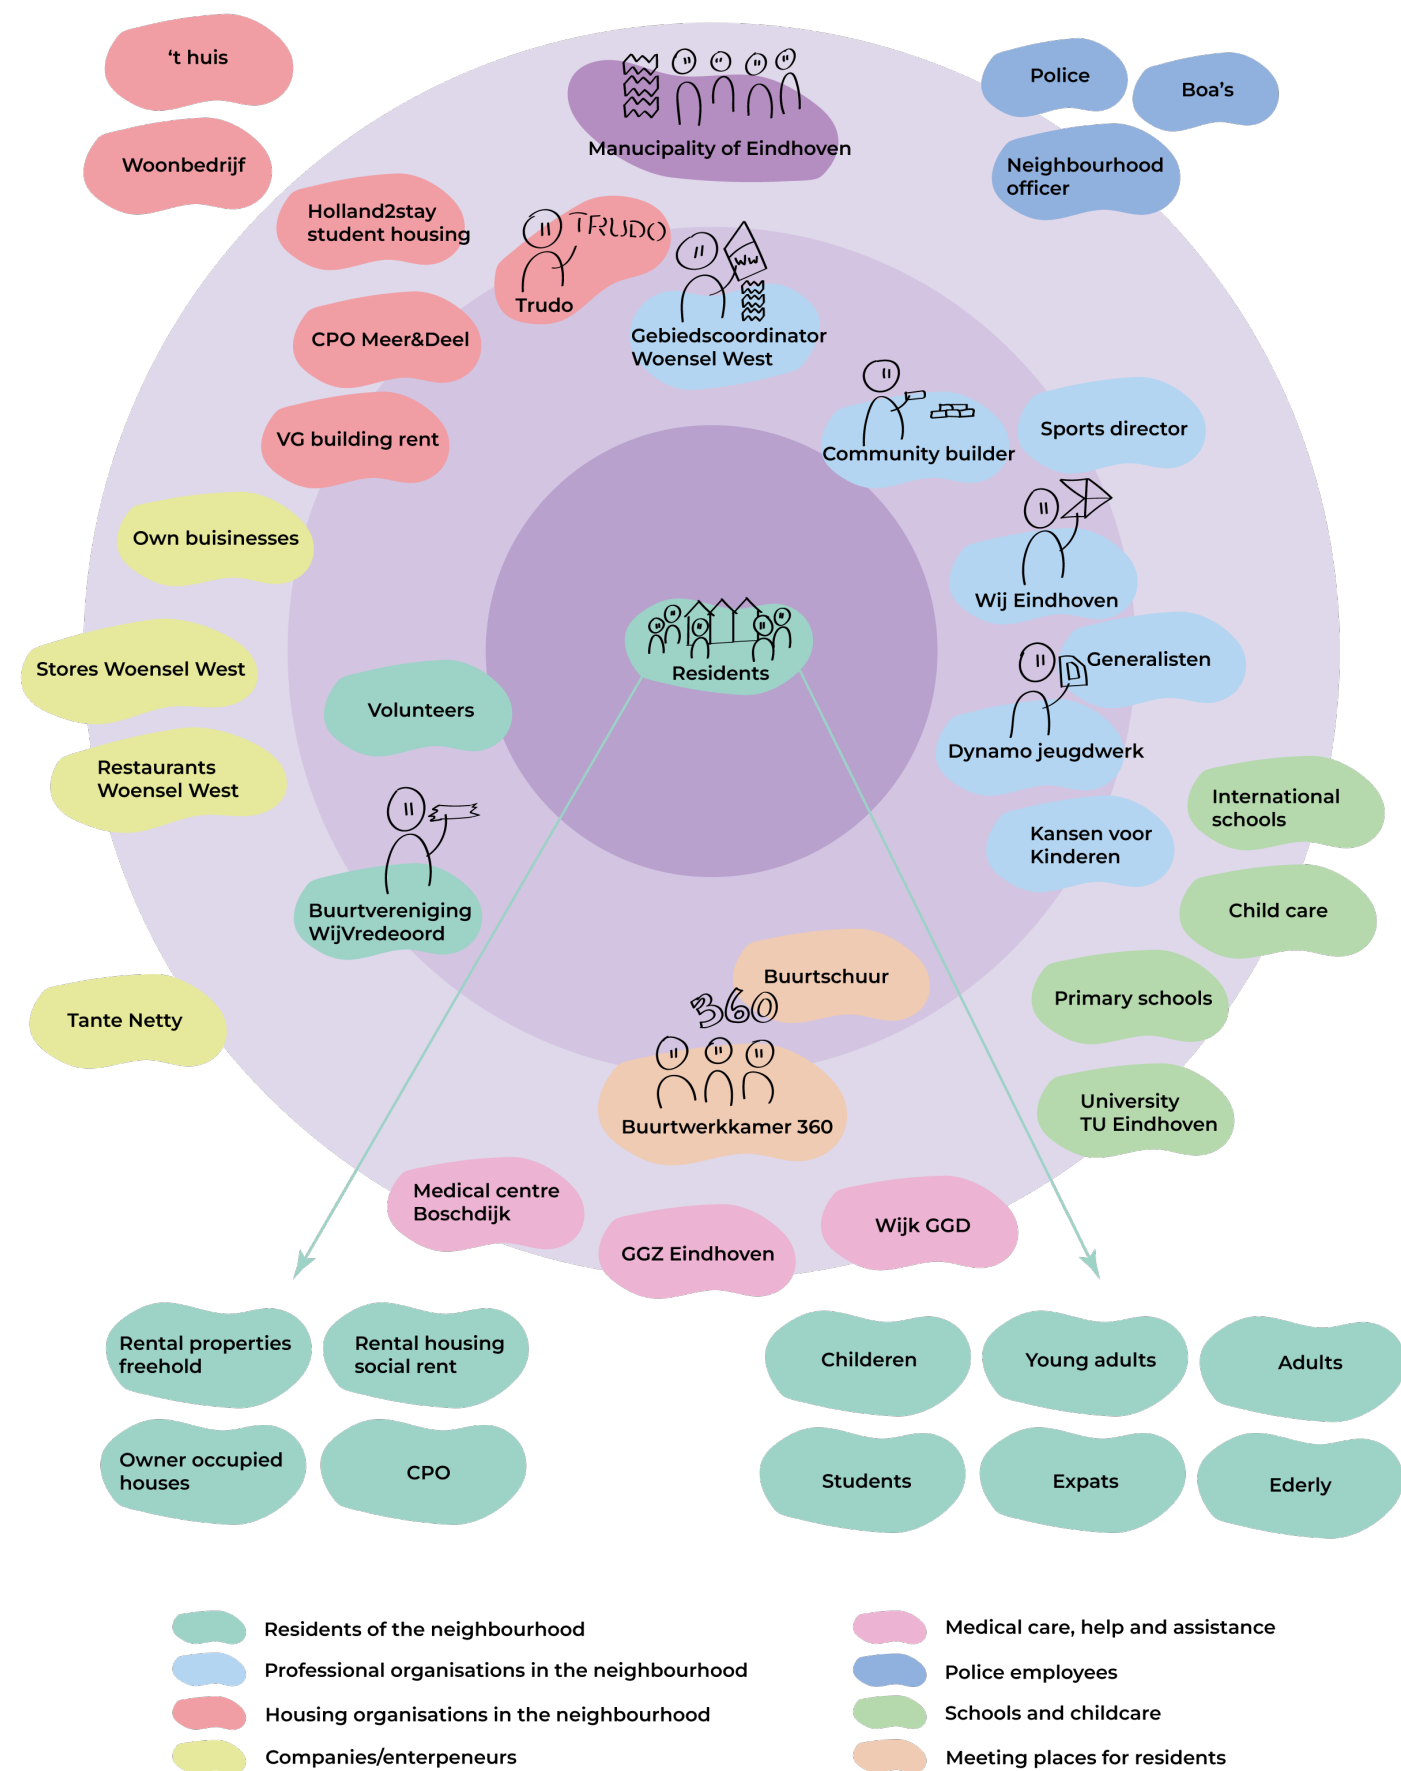 ‘t huis
Woonbedrijf
Holland2stay
student housing
CPO Meer&Deel
VG building rent
TRUDO
Trudo
Manucipality of Eindhoven
WW
Gebiedscoordinator
Woensel West
Police
Boa’s
Neighbourhood
officer
Community builder
Sports director
Wij Eindhoven
Generalisten
D
Dynamo jeugdwerk
Kansen voor
Kinderen
Own buisinesses
Stores Woensel West
Restaurants
Woensel West
Tante Netty
Residents
Volunteers
Buurtvereniging
WijVredeoord
Buurtschuur
360
Buurtwerkkamer 360
International
schools
Child care
Primary schools
University
TU Eindhoven
Medical centre
Boschdijk
GGZ Eindhoven
Wijk GGD
Rental properties
freehold
Rental housing
social rent
Owner occupied
houses
CPO
Childeren
Young adults
Adults
Students
Expats
Ederly
Residents of the neighbourhood
Professional organisations in the neighbourhood
Housing organisations in the neighbourhood
Companies/enterpeneurs
Medical care, help and assistance
Police employees
Schools and childcare
Meeting places for residents